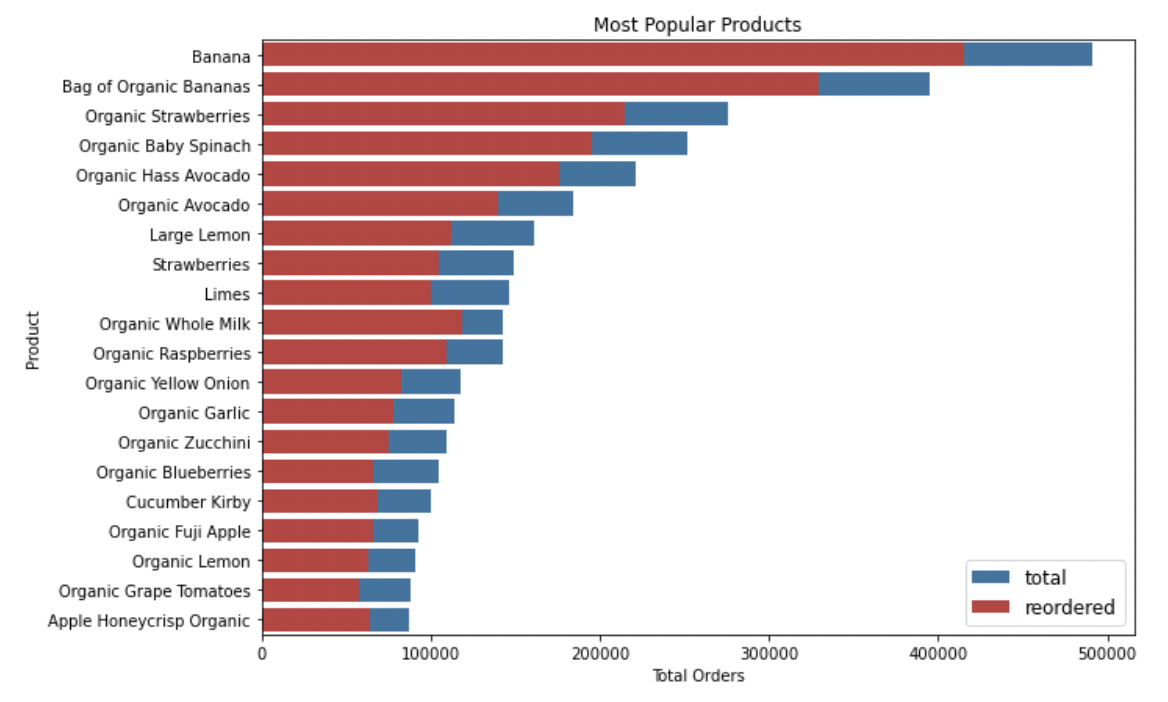 Most Popular Products
Banana
Bag of Organic Bananas
Organic Strawberries
Organic Baby Spinach
Organic Hass Avocado
Organic Avocado
Large Lemon
Strawberries
Limes
Organic Whole Milk
Organic Raspberries
Organic Yellow Onion
Organic Garlic
Organic Zucchini
Organic Blueberries
Cucumber Kirby
Organic Fuji Apple
Organic Lemon
Organic Grape Tomatoes
Apple Honeycrisp Organic
Product
total
reordered
0 100000 200000 300000 400000 500000
Total Orders